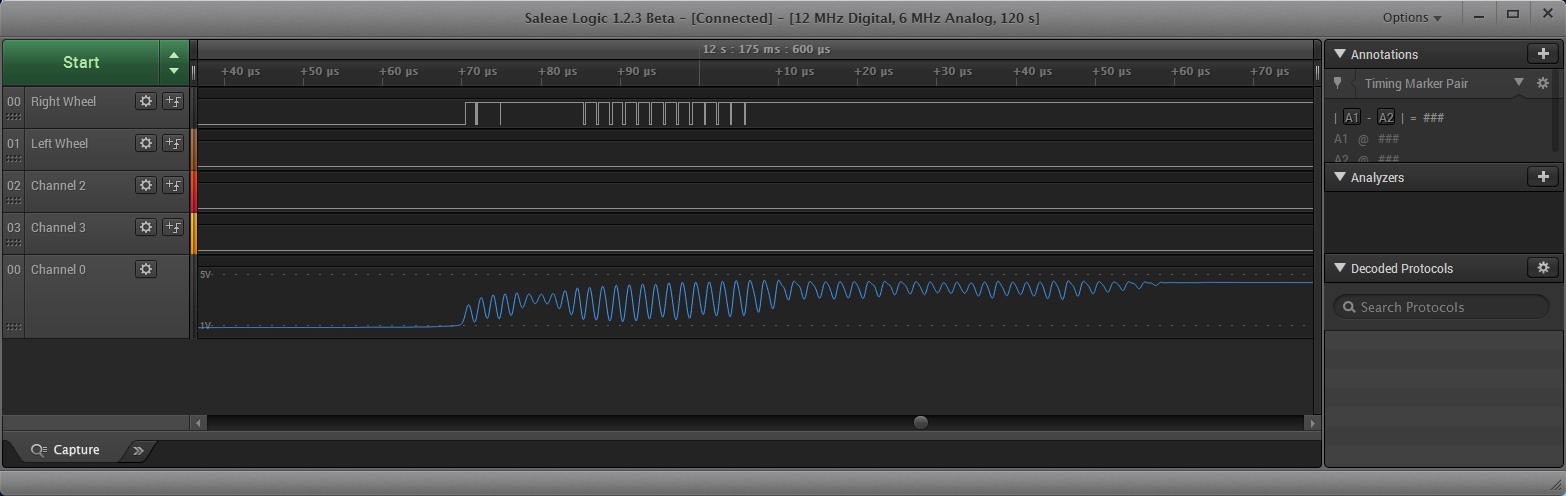 Saleae Logic 1.2.3 Beta - [Connected] - [12 MHz Digital, 6 MHz Analog, 120 s]
Options
Start
12 s : 175 ms : 600 µs
+40 µs +50 µs +60 µs +70 µs +80 µs +90 µs +10 µs +20 µs +30 µs +40 µs +50 µs +60 µs +70 µs
00 Right Wheel
01 Left Wheel
02 Channel 2
03 Channel 3
00 Channel 0
5V
1V
Capture
Annotations
Timing Marker Pair
| A1 - A2 | = ###
A1 @ ###
A2 @ ###
Analyzers
Decoded Protocols
Search Protocols